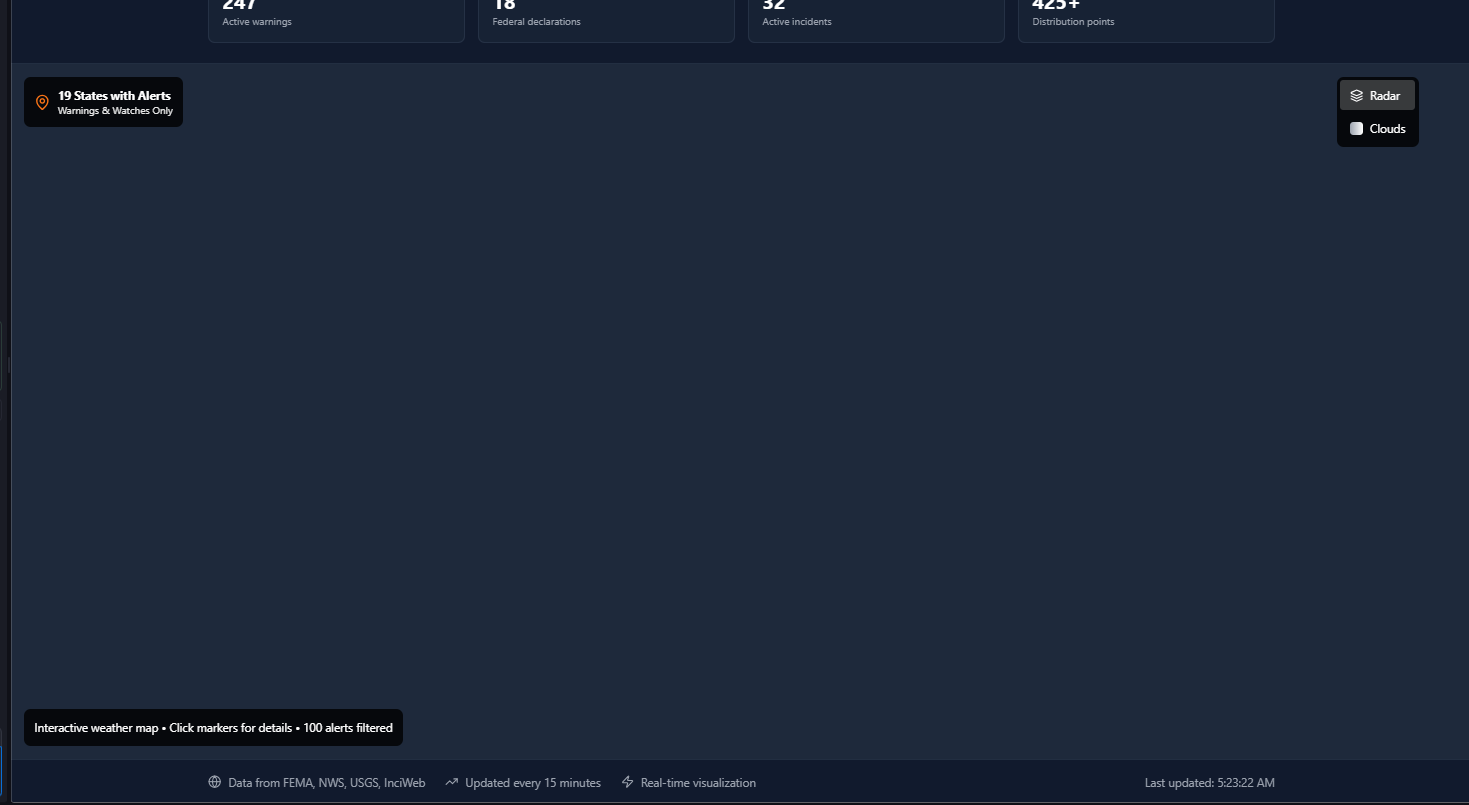 247
Active warnings
18
Federal declarations
32
Active incidents
425+
Distribution points
19 States with Alerts
Warnings & Watches Only
Radar
Clouds
Interactive weather map • Click markers for details • 100 alerts filtered
Data from FEMA, NWS, USGS, InciWeb
Updated every 15 minutes
Real-time visualization
Last updated: 5:23:22 AM